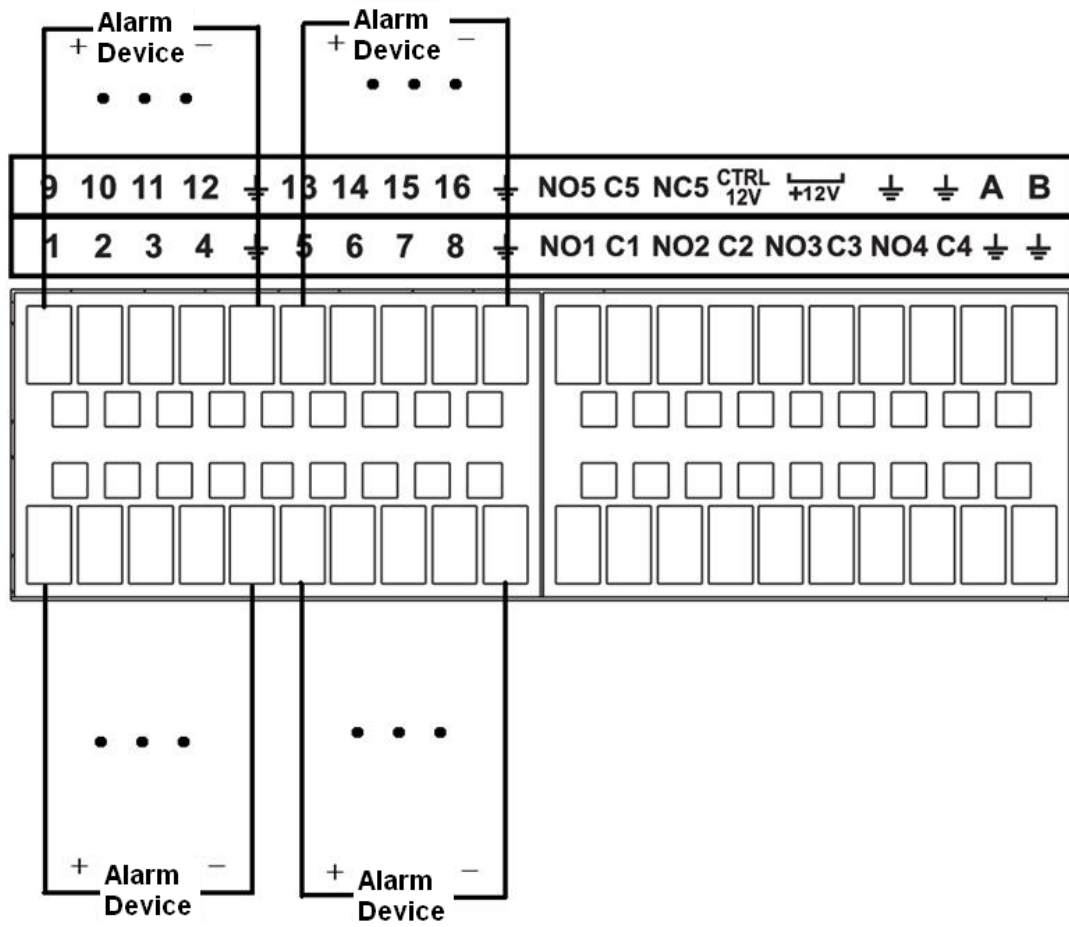 Alarm
Device
+ −
Alarm
Device
+ −
9 10 11 12 ⏚ 13 14 15 16 ⏚ NO5 C5 NC5 CTRL 12V +12V ⏚ ⏚ A B
1 2 3 4 ⏚ 5 6 7 8 ⏚ NO1 C1 NO2 C2 NO3 C3 NO4 C4 ⏚ ⏚
+ −
Alarm
Device
+ −
Alarm
Device